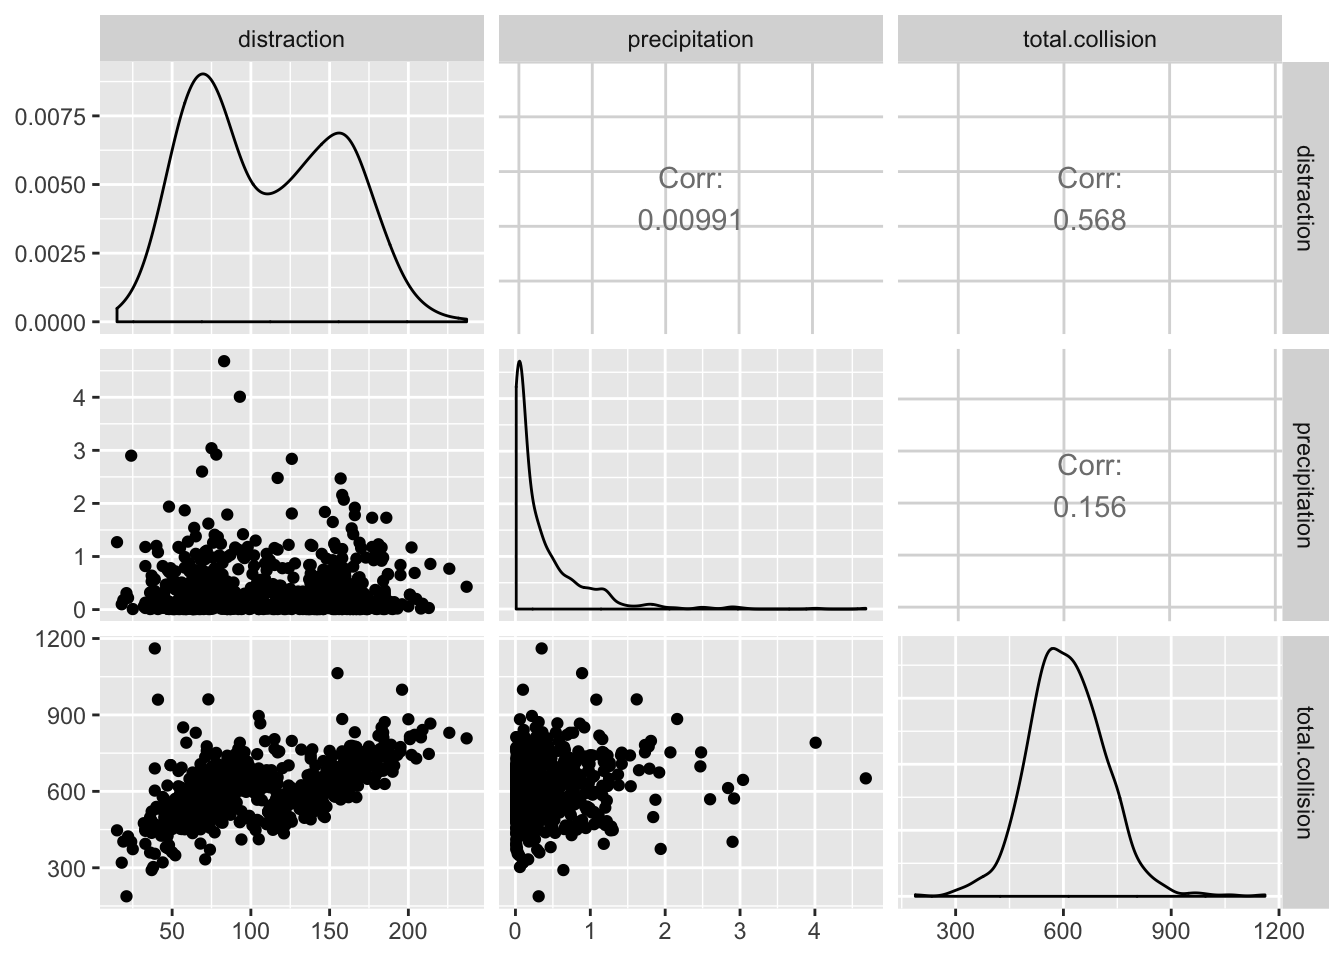 distraction
precipitation
total.collision
0.0075
0.0050
0.0025
0.0000
Corr:
0.00991
Corr:
0.568
distraction
4
3
2
1
0
Corr:
0.156
precipitation
1200
900
600
300
total.collision
50 100 150 200
0 1 2 3 4
300 600 900 1200